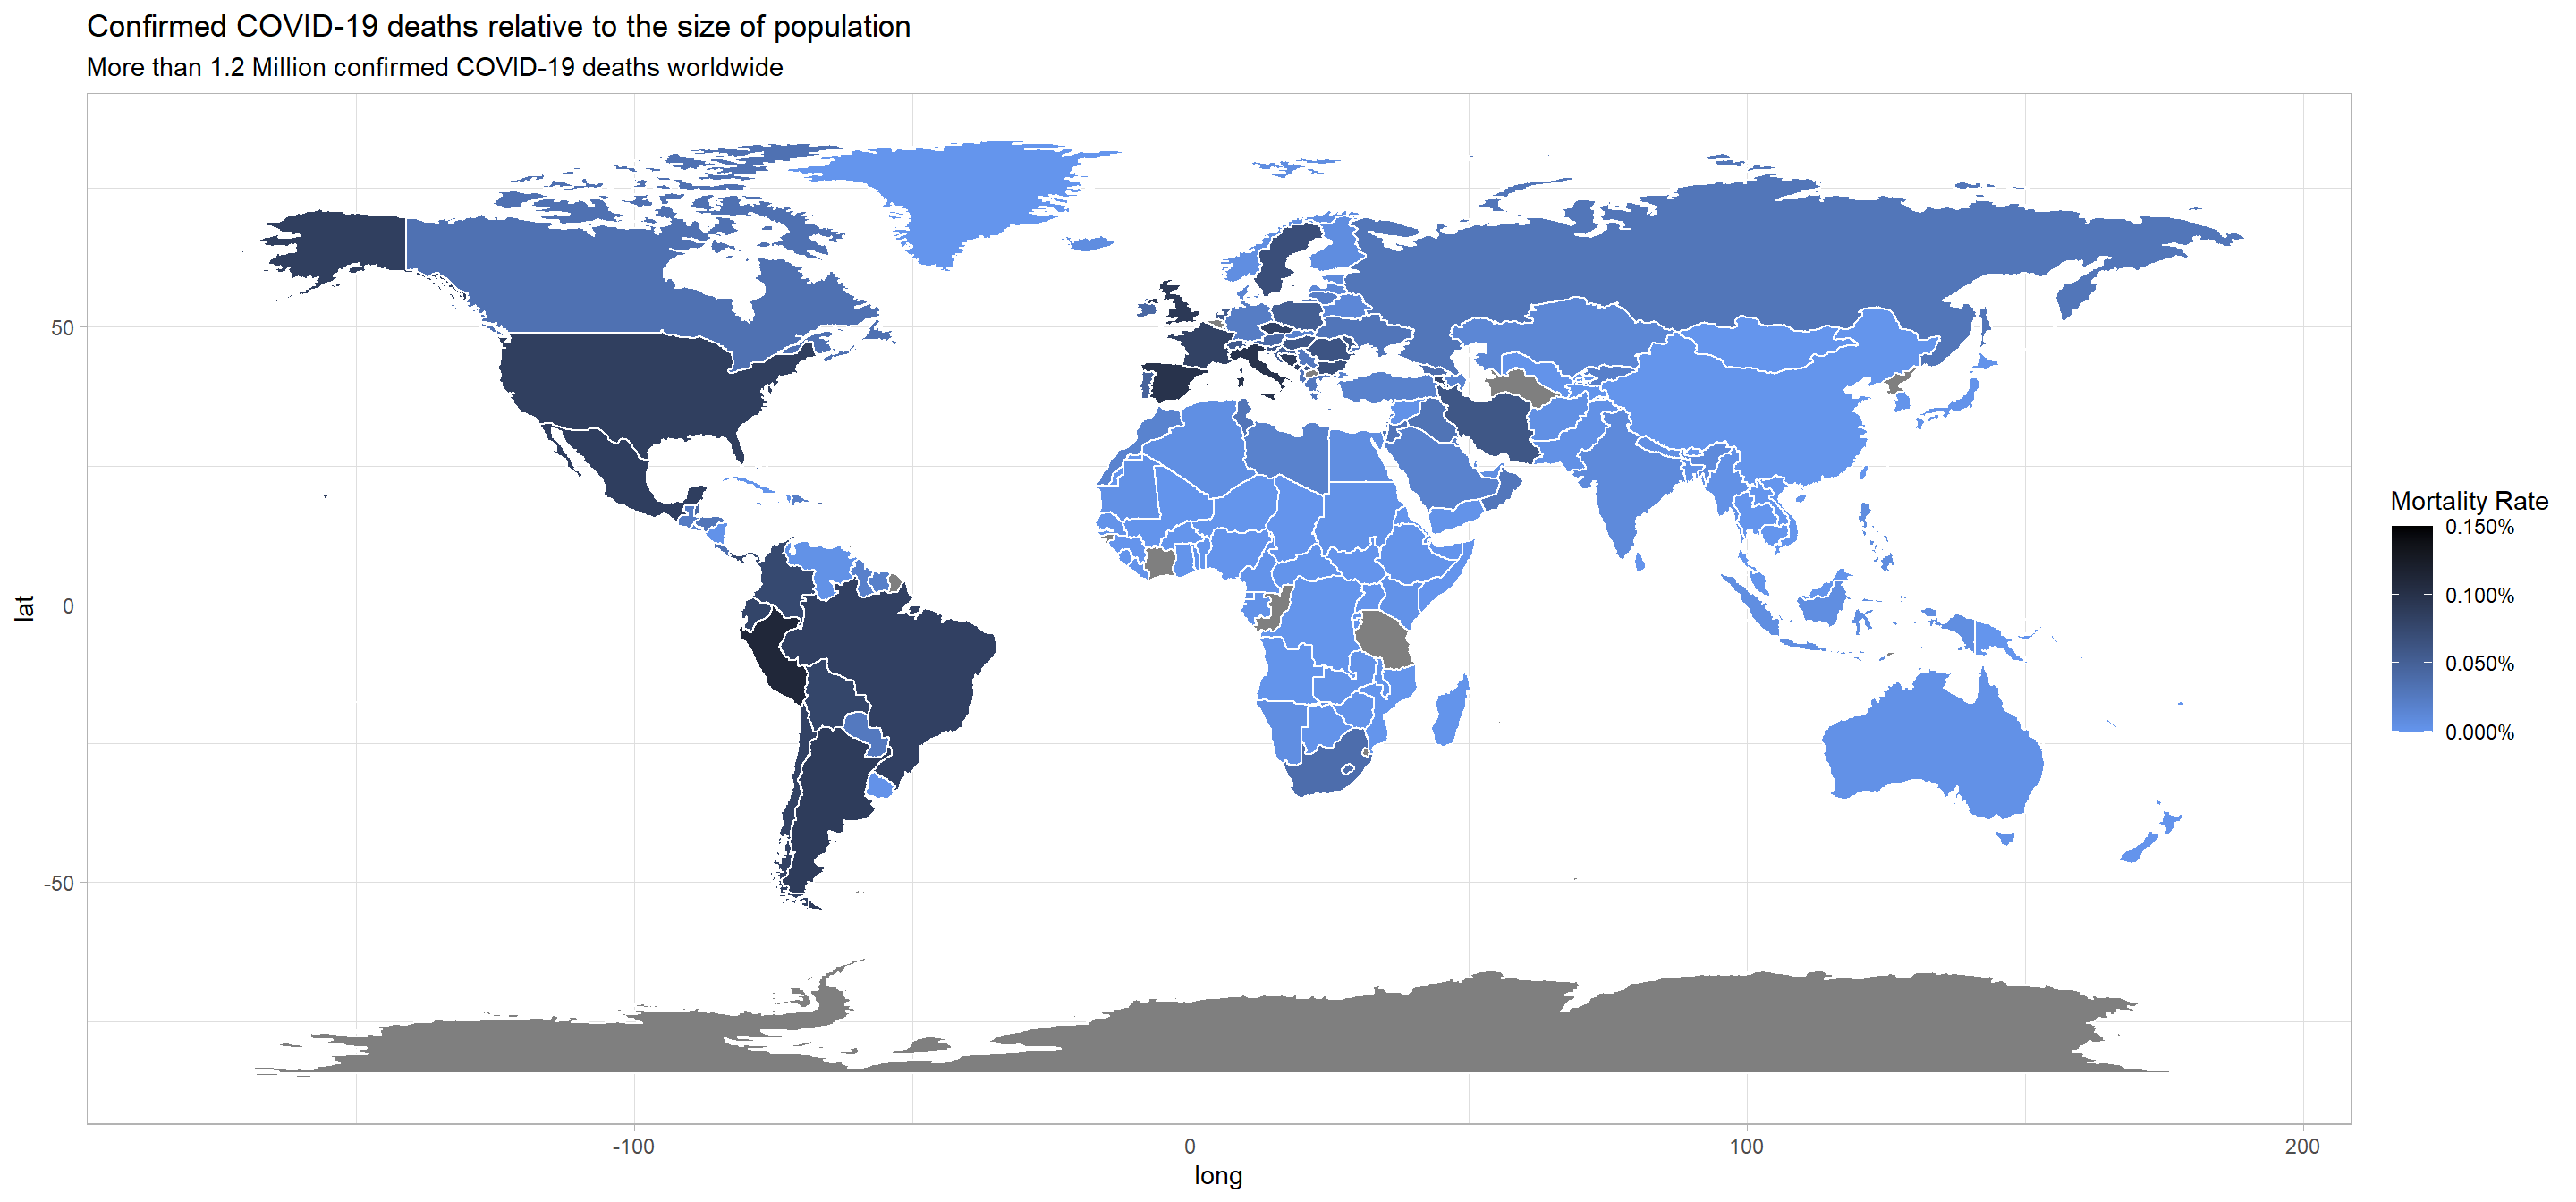 Confirmed COVID-19 deaths relative to the size of population
More than 1.2 Million confirmed COVID-19 deaths worldwide
lat
50
0
-50
-100
0
100
200
long
Mortality Rate
0.150%
0.100%
0.050%
0.000%